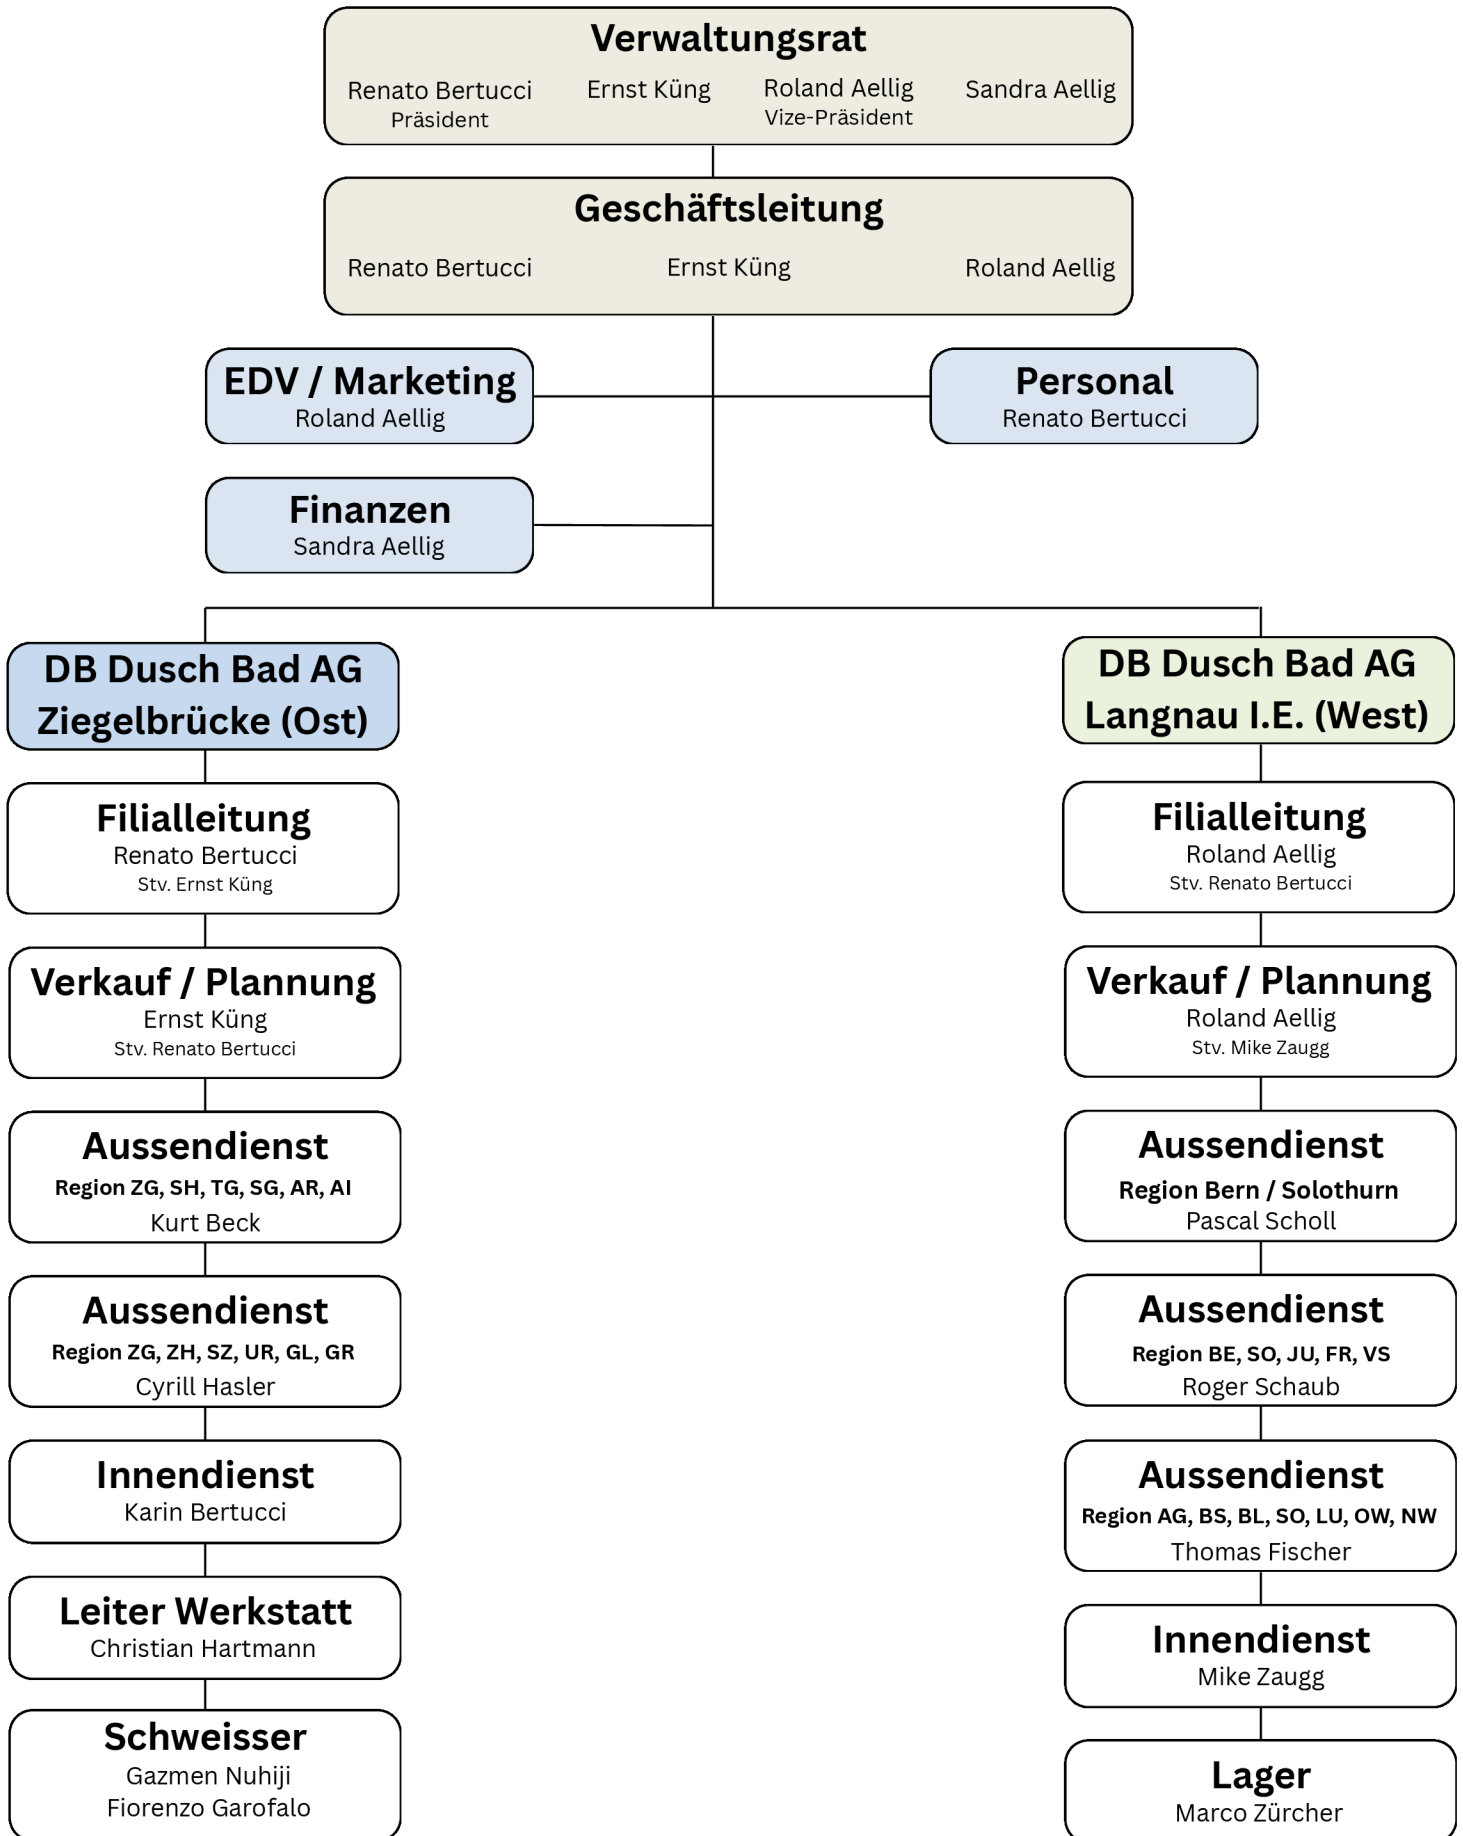 Verwaltungsrat
Renato Bertucci Ernst Küng Roland Aellig Sandra Aellig
Präsident Vize-Präsident
Geschäftsleitung
Renato Bertucci Ernst Küng Roland Aellig
EDV / Marketing
Roland Aellig
Personal
Renato Bertucci
Finanzen
Sandra Aellig
DB Dusch Bad AG
Ziegelbrücke (Ost)
Filialleitung
Renato Bertucci
Stv. Ernst Küng
Verkauf / Plannung
Ernst Küng
Stv. Renato Bertucci
Aussendienst
Region ZG, SH, TG, SG, AR, AI
Kurt Beck
Aussendienst
Region ZG, ZH, SZ, UR, GL, GR
Cyrill Hasler
Innendienst
Karin Bertucci
Leiter Werkstatt
Christian Hartmann
Schweisser
Gazmen Nuhiji
Fiorenzo Garofalo
DB Dusch Bad AG
Langnau I.E. (West)
Filialleitung
Roland Aellig
Stv. Renato Bertucci
Verkauf / Plannung
Roland Aellig
Stv. Mike Zaugg
Aussendienst
Region Bern / Solothurn
Pascal Scholl
Aussendienst
Region BE, SO, JU, FR, VS
Roger Schaub
Aussendienst
Region AG, BS, BL, SO, LU, OW, NW
Thomas Fischer
Innendienst
Mike Zaugg
Lager
Marco Zürcher